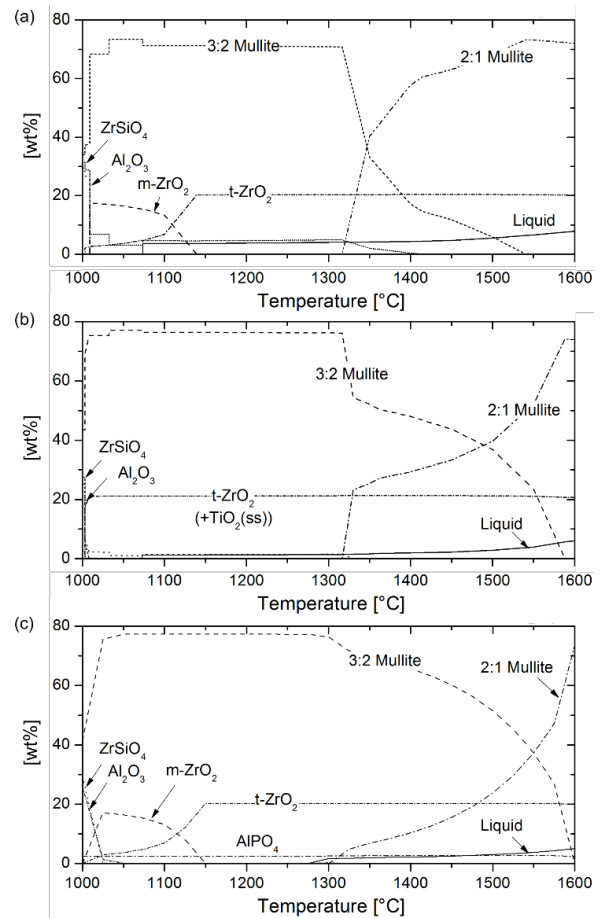 (a)
80
60
40
20
0
[wt%]
3:2 Mullite
2:1 Mullite
ZrSiO₄
Al₂O₃
m-ZrO₂
t-ZrO₂
Liquid
1000 1100 1200 1300 1400 1500 1600
Temperature [°C]
(b)
80
60
40
20
0
[wt%]
3:2 Mullite
2:1 Mullite
ZrSiO₄
Al₂O₃
t-ZrO₂
(+TiO₂(ss))
Liquid
1000 1100 1200 1300 1400 1500 1600
Temperature [°C]
(c)
80
60
40
20
0
[wt%]
3:2 Mullite
2:1 Mullite
ZrSiO₄
Al₂O₃
m-ZrO₂
t-ZrO₂
AlPO₄
Liquid
1000 1100 1200 1300 1400 1500 1600
Temperature [°C]